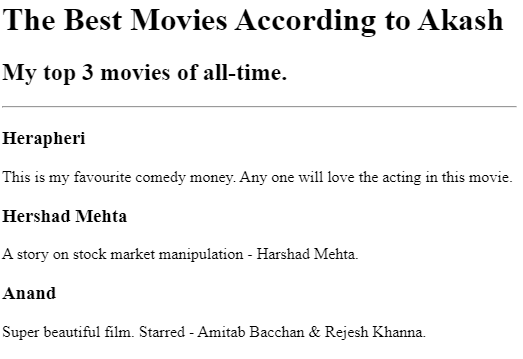 The Best Movies According to Akash
My top 3 movies of all-time.
Herapheri
This is my favourite comedy money. Any one will love the acting in this movie.
Hershad Mehta
A story on stock market manipulation - Harshad Mehta.
Anand
Super beautiful film. Starred - Amitab Bacchan & Rejesh Khanna.